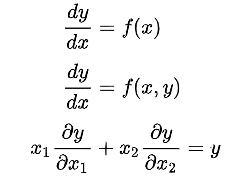 dy/dx = f(x)
dy/dx = f(x, y)
x₁ ∂y/∂x₁ + x₂ ∂y/∂x₂ = y